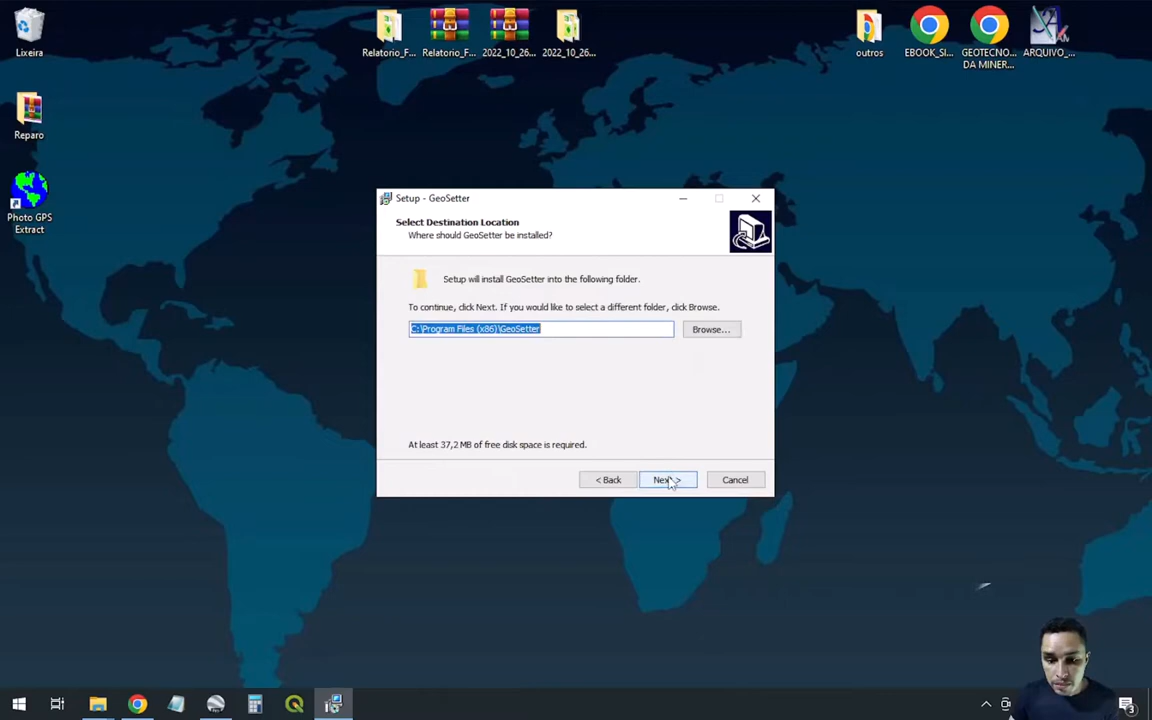 Lixeira
Relatorio_F...
Relatorio_F...
2022_10_26...
2022_10_26...
outros
EBOOK_SI...
GEOTECNO...
DA MINER...
ARQUIVO_...
Reparo
Photo GPS
Extract
Setup - GeoSetter
Select Destination Location
Where should GeoSetter be installed?
Setup will install GeoSetter into the following folder.
To continue, click Next. If you would like to select a different folder, click Browse.
C:\Program Files (x86)\GeoSetter
Browse...
At least 37,2 MB of free disk space is required.
< Back
Next >
Cancel
3